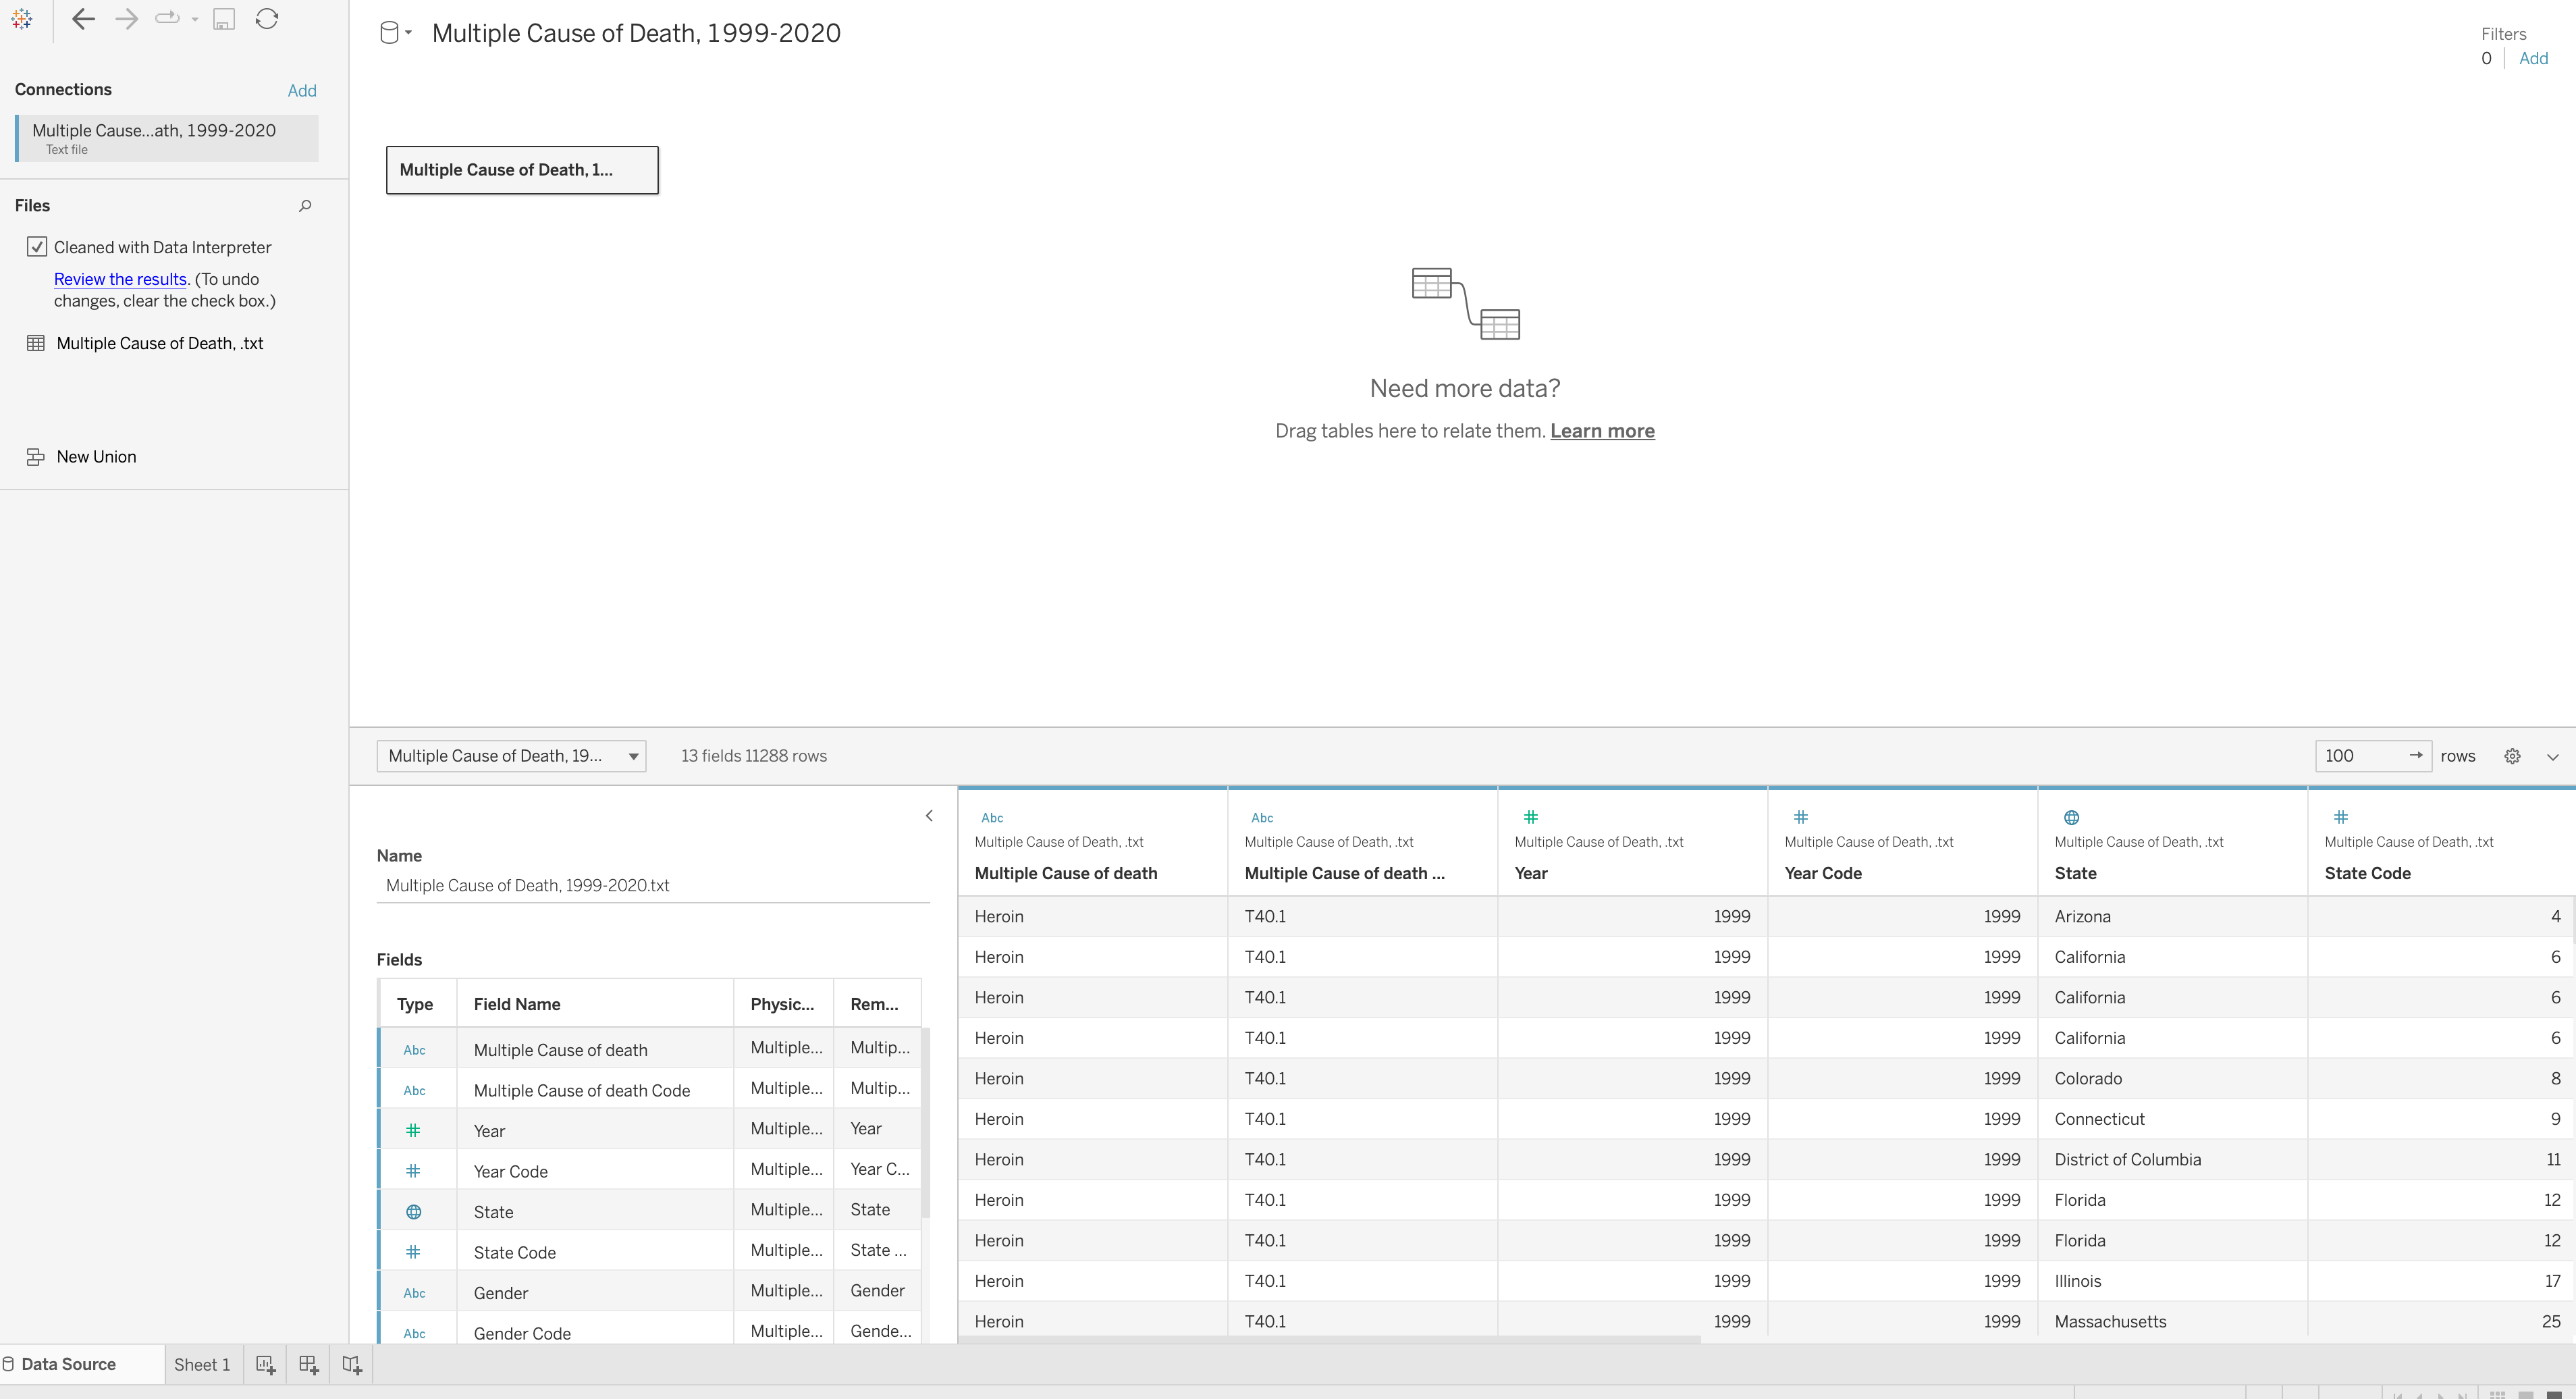 Multiple Cause of Death, 1999-2020
Filters
0 Add
Connections Add
Multiple Cause...ath, 1999-2020
Text file
Files
Cleaned with Data Interpreter
Review the results. (To undo
changes, clear the check box.)
Multiple Cause of Death, .txt
New Union
Multiple Cause of Death, 1...
Need more data?
Drag tables here to relate them. Learn more
Multiple Cause of Death, 19... 13 fields 11288 rows 100 rows
Name
Multiple Cause of Death, 1999-2020.txt
Fields
Type Field Name Physic... Rem...
Abc Multiple Cause of death Multiple... Multip...
Abc Multiple Cause of death Code Multiple... Multip...
# Year Multiple... Year
# Year Code Multiple... Year C...
State Multiple... State
# State Code Multiple... State ...
Abc Gender Multiple... Gender
Abc Gender Code Multiple... Gende...
Abc Abc # # #
Multiple Cause of Death, .txt Multiple Cause of Death, .txt Multiple Cause of Death, .txt Multiple Cause of Death, .txt Multiple Cause of Death, .txt Multiple Cause of Death, .txt
Multiple Cause of death Multiple Cause of death ... Year Year Code State State Code
Heroin T40.1 1999 1999 Arizona 4
Heroin T40.1 1999 1999 California 6
Heroin T40.1 1999 1999 California 6
Heroin T40.1 1999 1999 California 6
Heroin T40.1 1999 1999 Colorado 8
Heroin T40.1 1999 1999 Connecticut 9
Heroin T40.1 1999 1999 District of Columbia 11
Heroin T40.1 1999 1999 Florida 12
Heroin T40.1 1999 1999 Florida 12
Heroin T40.1 1999 1999 Illinois 17
Heroin T40.1 1999 1999 Massachusetts 25
Data Source Sheet 1